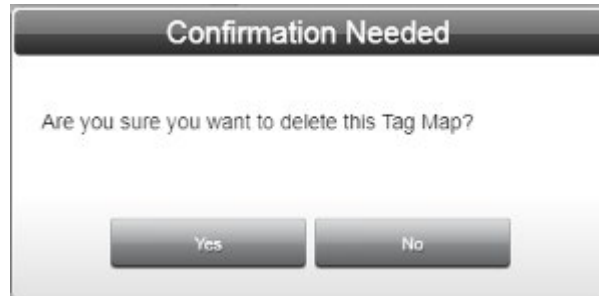 Confirmation Needed
Are you sure you want to delete this Tag Map?
Yes
No